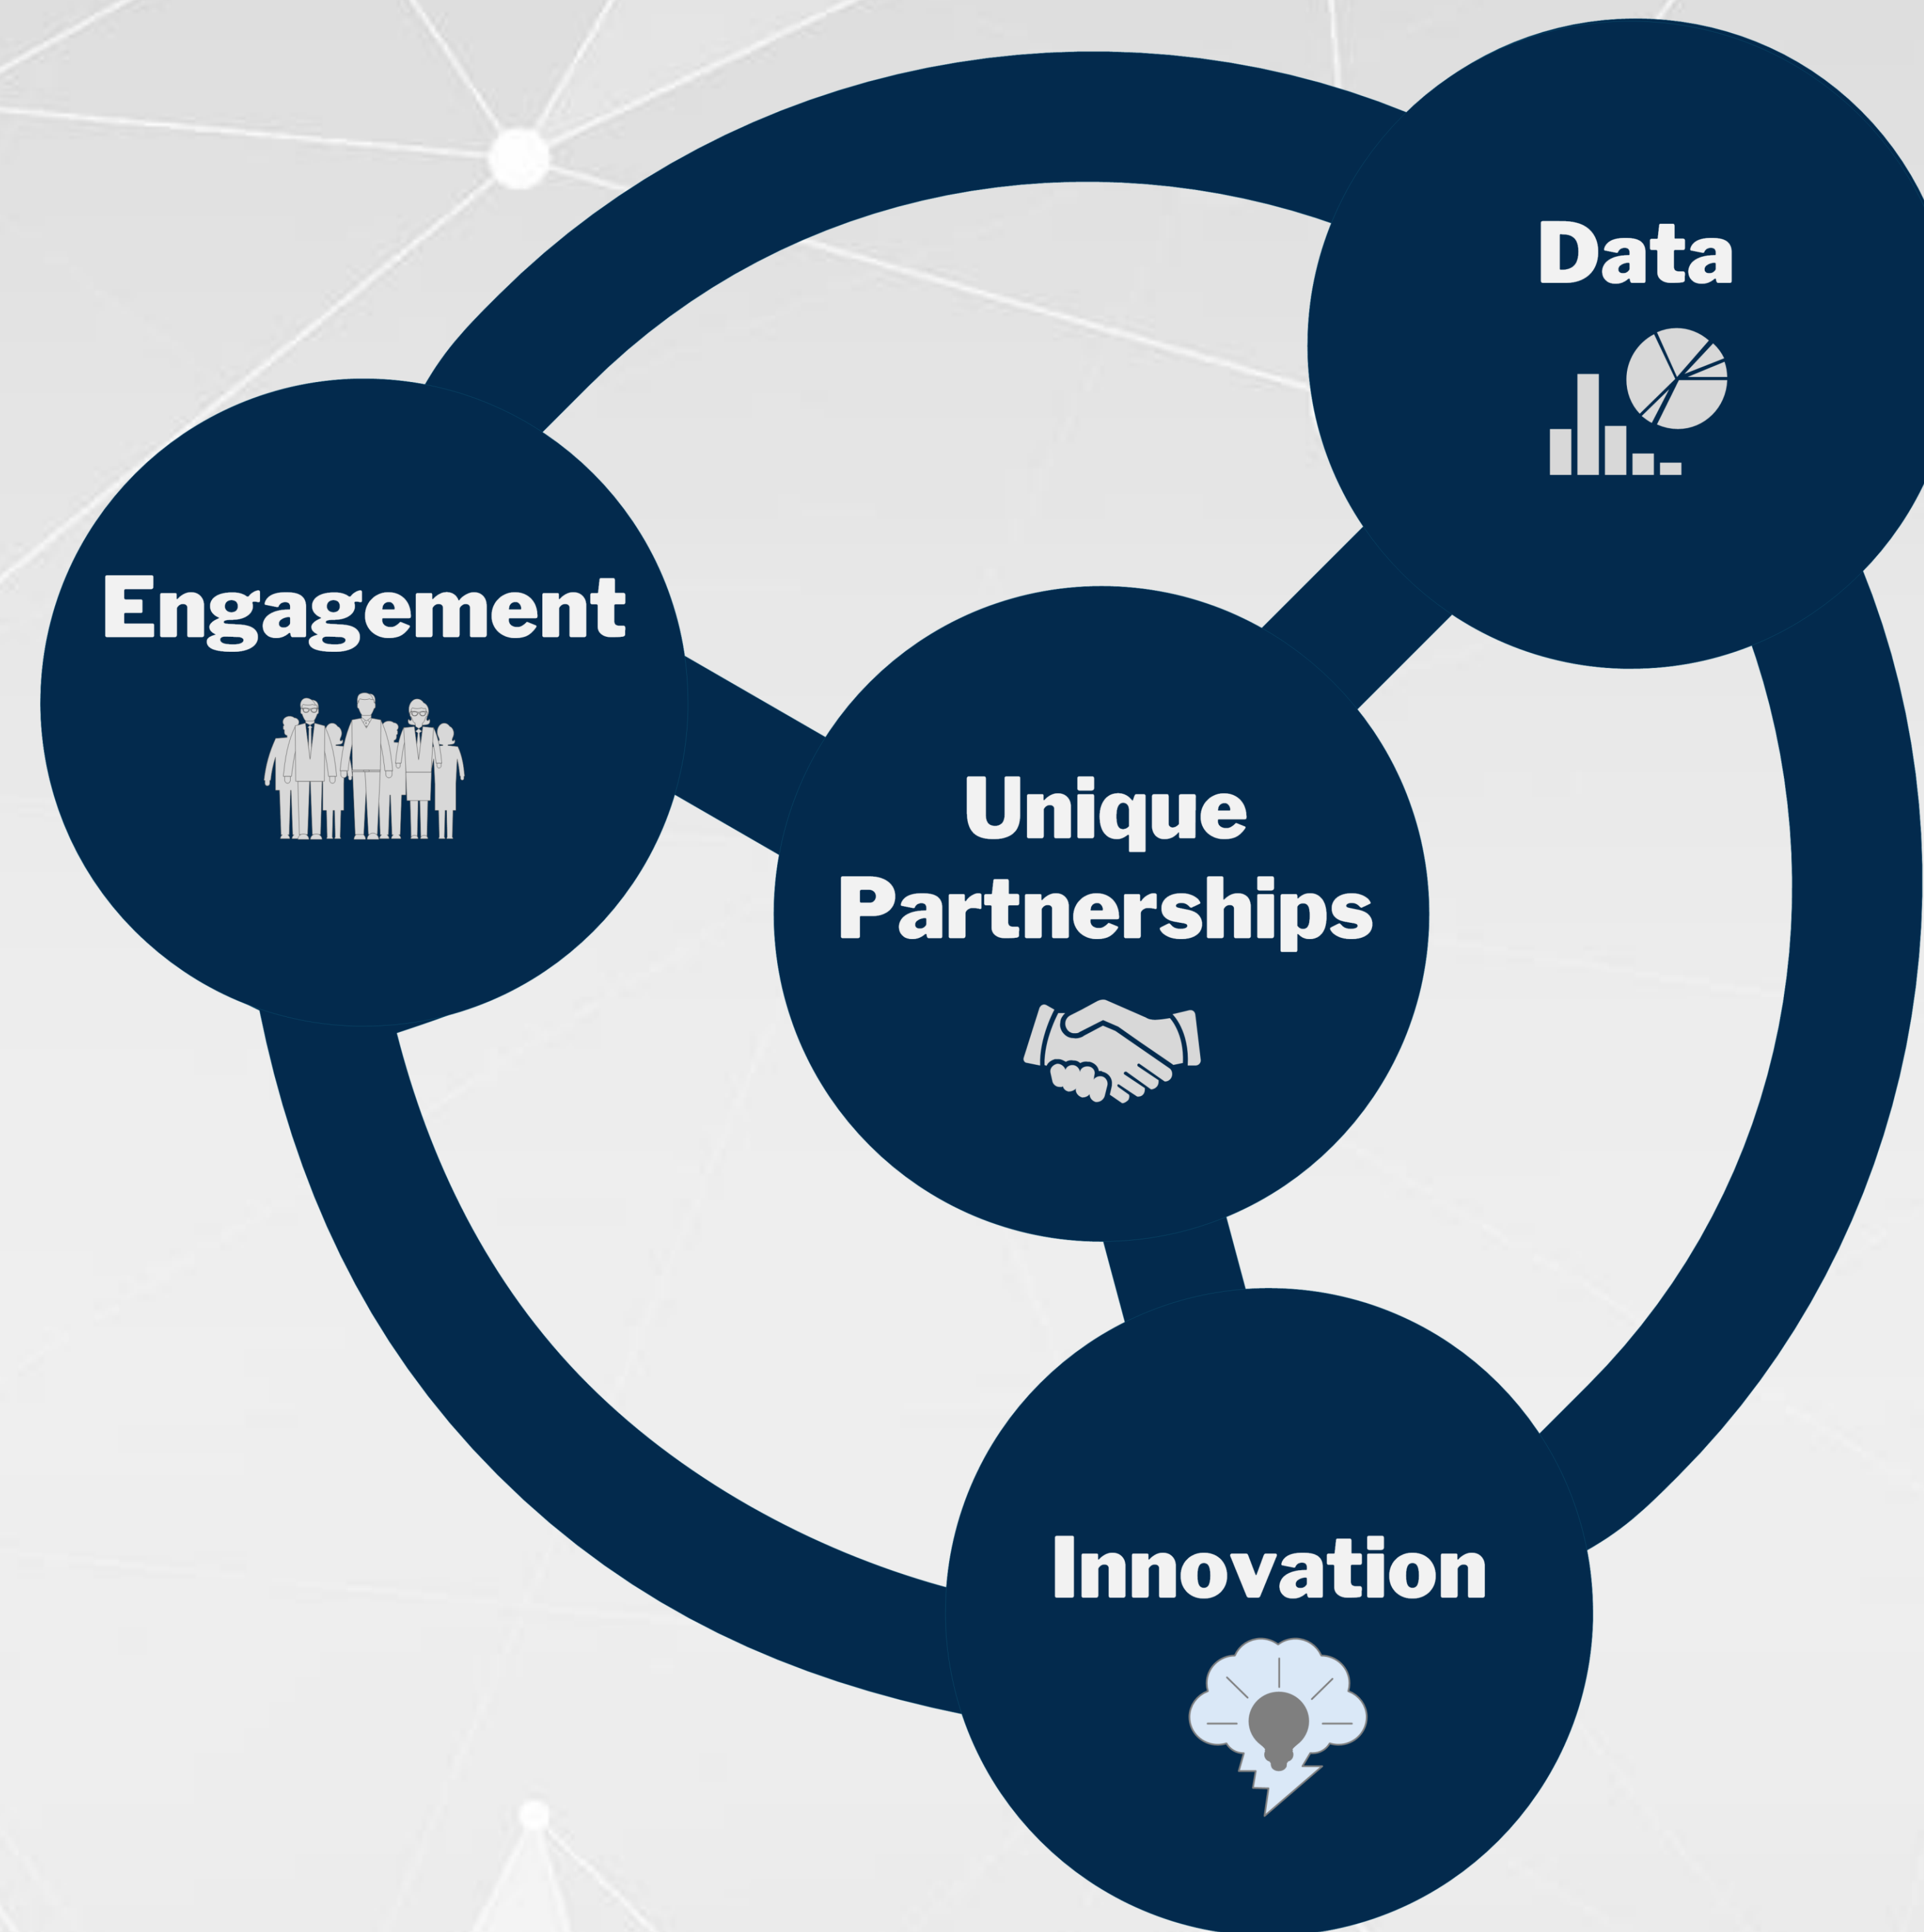 Data
Engagement
Unique
Partnerships
Innovation